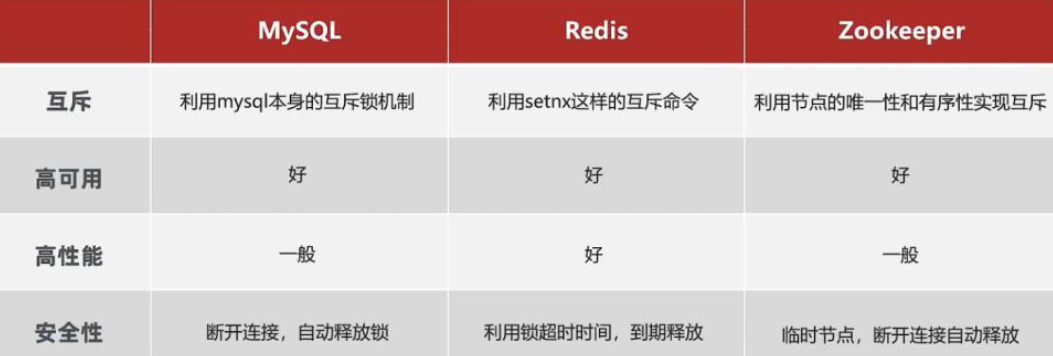 MySQL Redis Zookeeper
互斥 利用mysql本身的互斥锁机制 利用setnx这样的互斥命令 利用节点的唯一性和有序性实现互斥
高可用 好 好 好
高性能 一般 好 一般
安全性 断开连接，自动释放锁 利用锁超时时间，到期释放 临时节点，断开连接自动释放